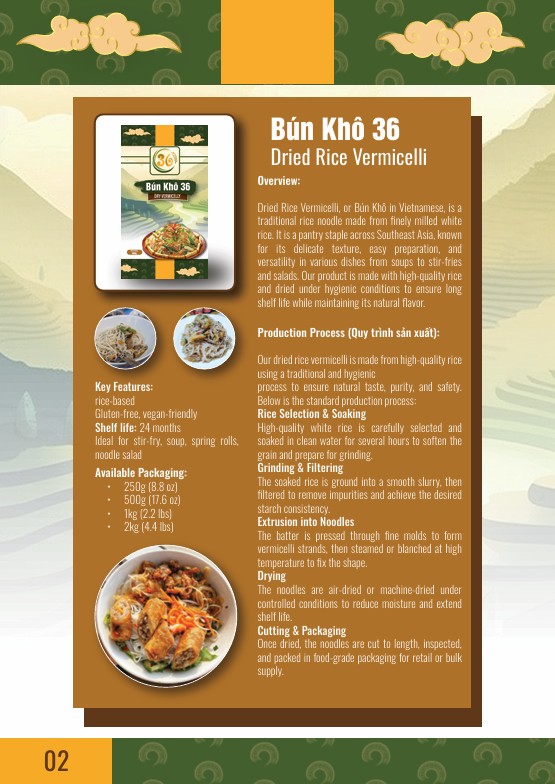 36
Bún Khô 36
DRY VERMICELLI
Bún Khô 36
Dried Rice Vermicelli
Overview:
Dried Rice Vermicelli, or Bún Khô in Vietnamese, is a
traditional rice noodle made from finely milled white
rice. It is a pantry staple across Southeast Asia, known
for its delicate texture, easy preparation, and
versatility in various dishes from soups to stir-fries
and salads. Our product is made with high-quality rice
and dried under hygienic conditions to ensure long
shelf life while maintaining its natural flavor.
Production Process (Quy trình sản xuất):
Our dried rice vermicelli is made from high-quality rice
using a traditional and hygienic
process to ensure natural taste, purity, and safety.
Below is the standard production process:
Rice Selection & Soaking
High-quality white rice is carefully selected and
soaked in clean water for several hours to soften the
grain and prepare for grinding.
Grinding & Filtering
The soaked rice is ground into a smooth slurry, then
filtered to remove impurities and achieve the desired
starch consistency.
Extrusion into Noodles
The batter is pressed through fine molds to form
vermicelli strands, then steamed or blanched at high
temperature to fix the shape.
Drying
The noodles are air-dried or machine-dried under
controlled conditions to reduce moisture and extend
shelf life.
Cutting & Packaging
Once dried, the noodles are cut to length, inspected,
and packed in food-grade packaging for retail or bulk
supply.
Key Features:
rice-based
Gluten-free, vegan-friendly
Shelf life: 24 months
Ideal for stir-fry, soup, spring rolls,
noodle salad
Available Packaging:
• 250g (8.8 oz)
• 500g (17.6 oz)
• 1kg (2.2 lbs)
• 2kg (4.4 lbs)
02